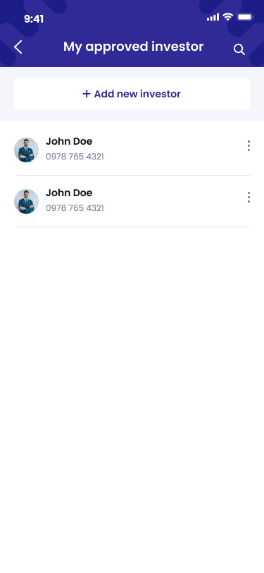 9:41
My approved investor
+ Add new investor
John Doe
0978 765 4321
John Doe
0978 765 4321